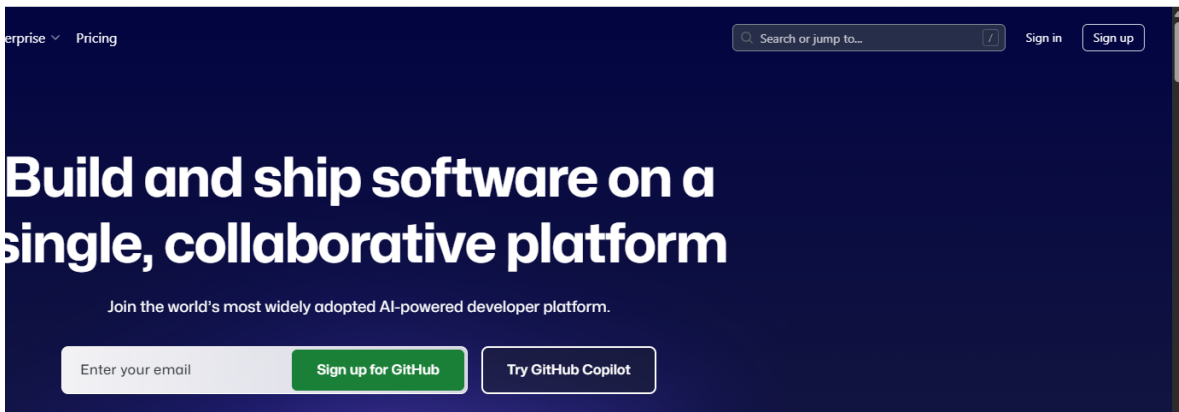 erprise Pricing Search or jump to... / Sign in Sign up
Build and ship software on a
single, collaborative platform
Join the world's most widely adopted AI-powered developer platform.
Enter your email Sign up for GitHub Try GitHub Copilot